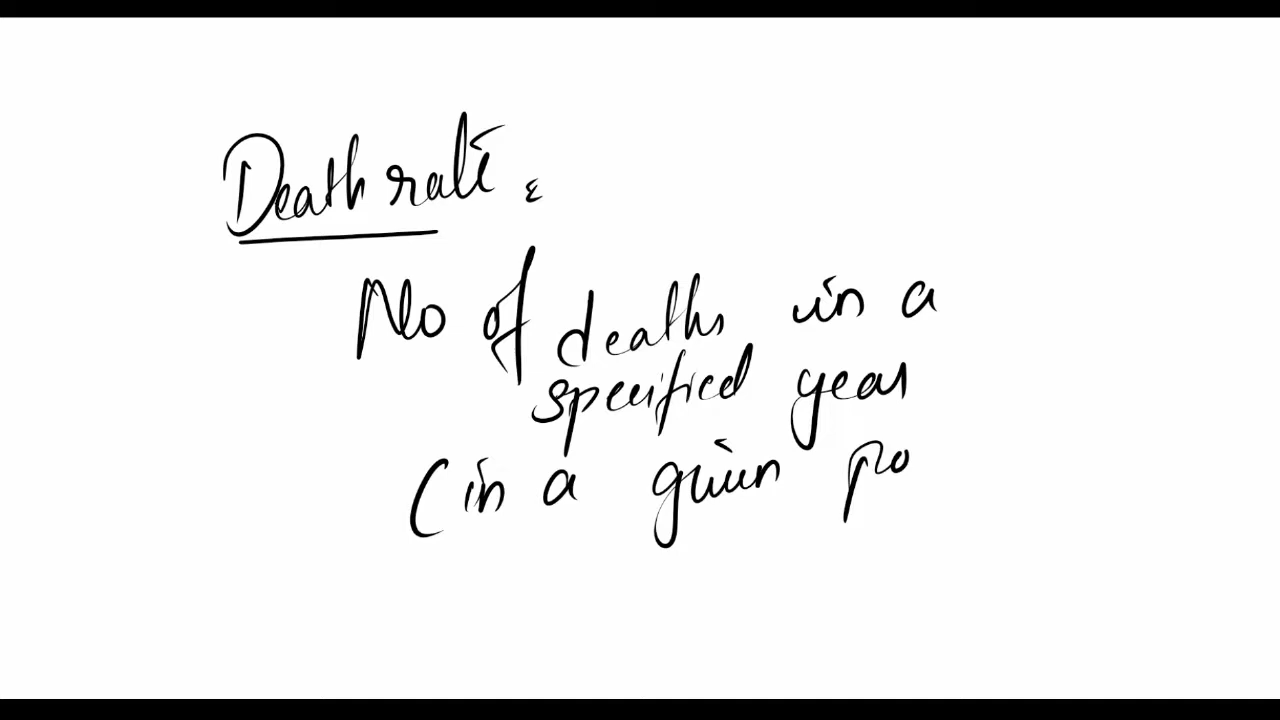 Death rate :
No of deaths in a
specified year
(in a given po